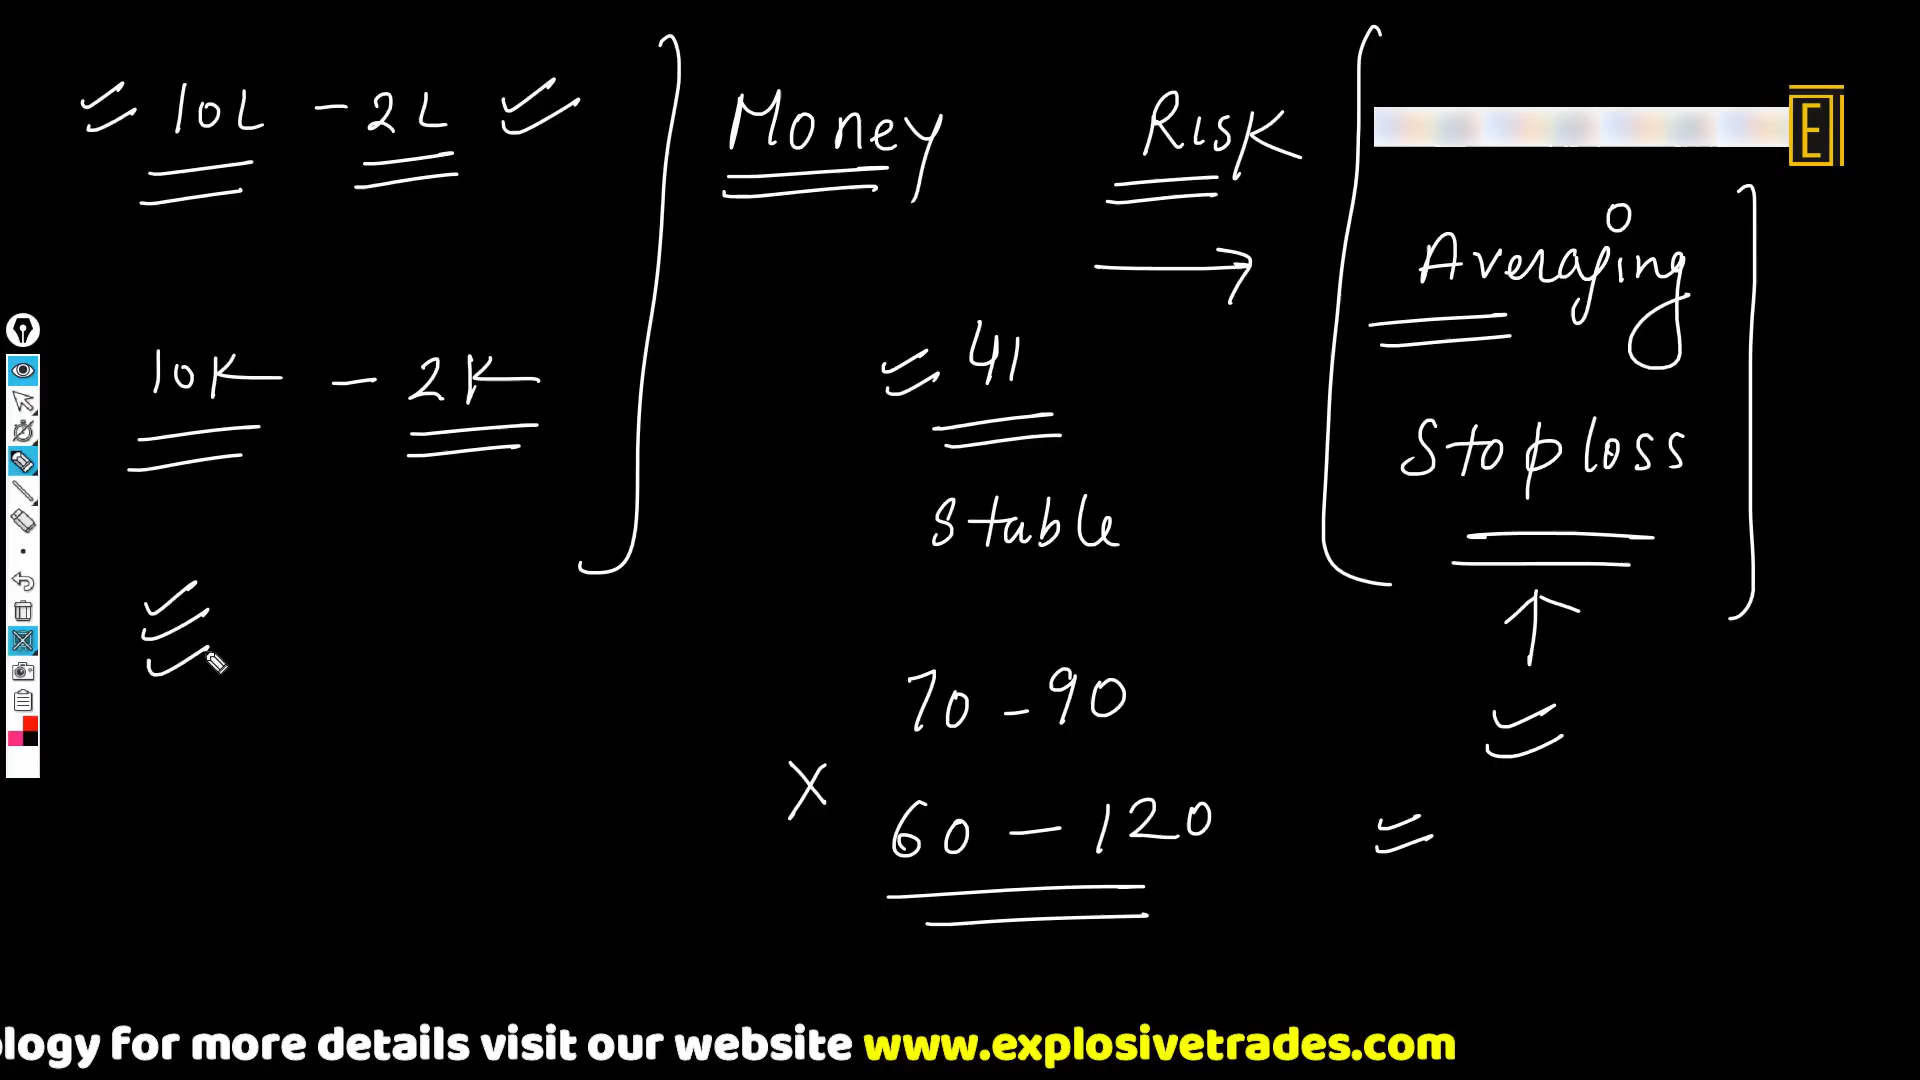 10L - 2L
Money
Risk
Averaging
10K - 2K
41
Stoploss
Stable
70 - 90
X
60 - 120
E
ology for more details visit our website www.explosivetrades.com